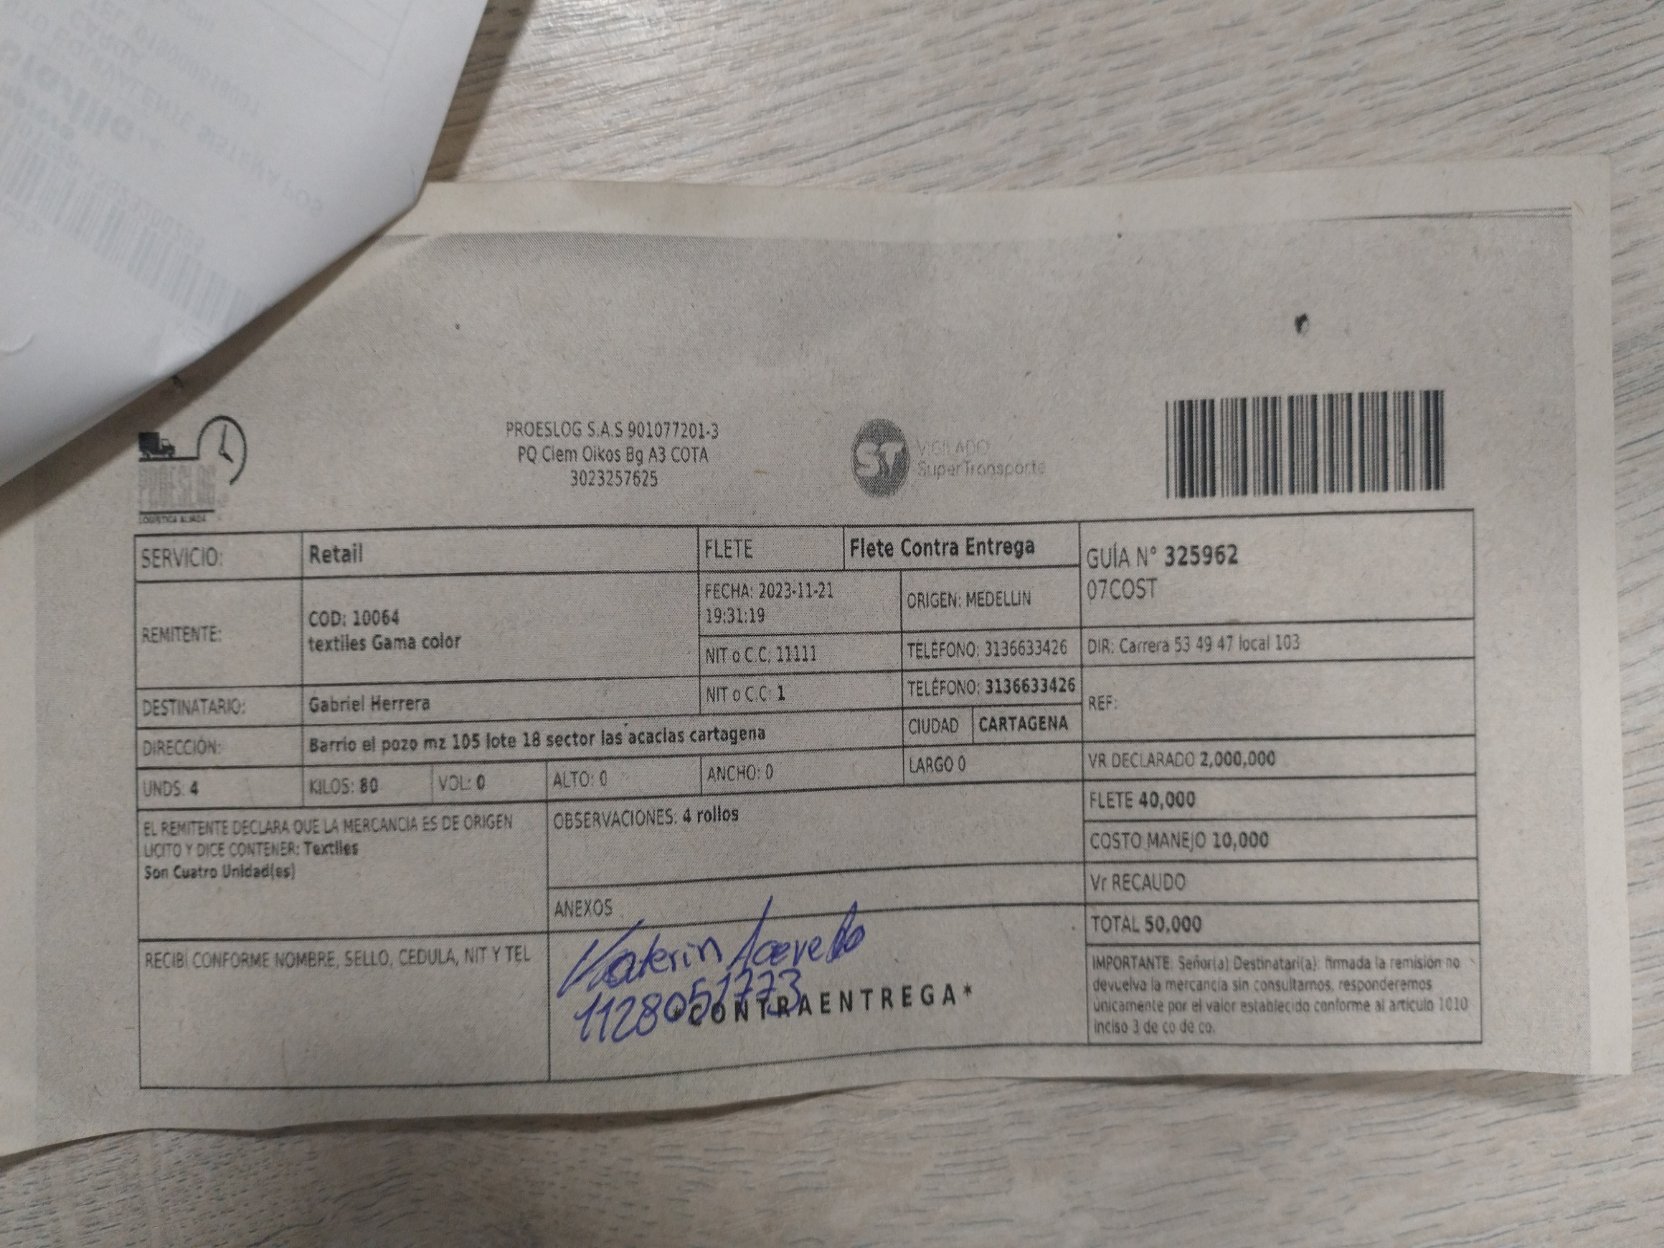 PROESLOG
LOGÍSTICA ALIADA
PROESLOG S.A.S 901077201-3
PQ Ciem Oikos Bg A3 COTA
3023257625
ST
VIGILADO
SuperTransporte
SERVICIO: Retail FLETE Flete Contra Entrega
GUÍA N° 325962
07COST
REMITENTE:
COD: 10064
textiles Gama color
FECHA: 2023-11-21
19:31:19
ORIGEN: MEDELLIN
NIT o C.C. 11111 TELÉFONO: 3136633426 DIR: Carrera 53 49 47 local 103
DESTINATARIO: Gabriel Herrera NIT o C.C: 1 TELÉFONO: 3136633426 REF:
DIRECCIÓN: Barrio el pozo mz 105 lote 18 sector las acacias cartagena CIUDAD CARTAGENA
UNDS: 4 KILOS: 80 VOL: 0 ALTO: 0 ANCHO: 0 LARGO 0 VR DECLARADO 2,000,000
FLETE 40,000
EL REMITENTE DECLARA QUE LA MERCANCIA ES DE ORIGEN
LICITO Y DICE CONTENER: Textiles
Son Cuatro Unidad(es)
OBSERVACIONES: 4 rollos
COSTO MANEJO 10,000
Vr RECAUDO
ANEXOS
TOTAL 50,000
RECIBÍ CONFORME NOMBRE, SELLO, CEDULA, NIT Y TEL
Katerin Acevedo
1128051773
*CONTRAENTREGA*
IMPORTANTE: Señor(a) Destinatari(a): firmada la remisión no
devuelva la mercancía sin consultarnos, responderemos
únicamente por el valor establecido conforme al artículo 1010
inciso 3 de co de co.